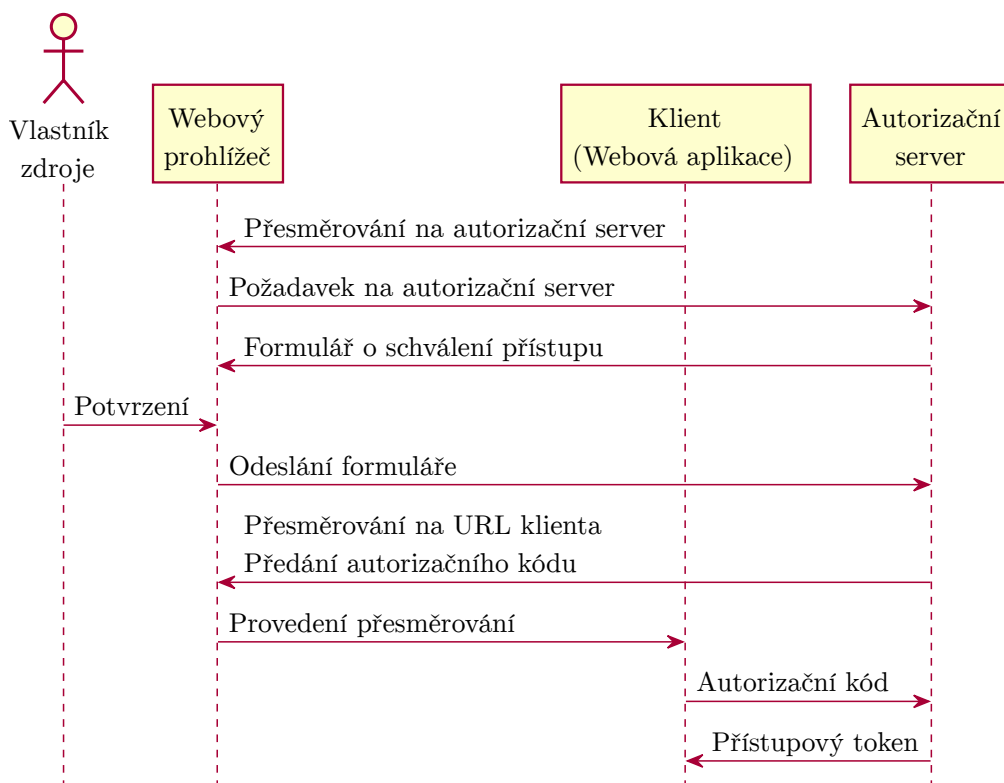 Vlastník
zdroje
Webový
prohlížeč
Klient
(Webová aplikace)
Autorizační
server
Přesměrování na autorizační server
Požadavek na autorizační server
Formulář o schválení přístupu
Potvrzení
Odeslání formuláře
Přesměrování na URL klienta
Předání autorizačního kódu
Provedení přesměrování
Autorizační kód
Přístupový token